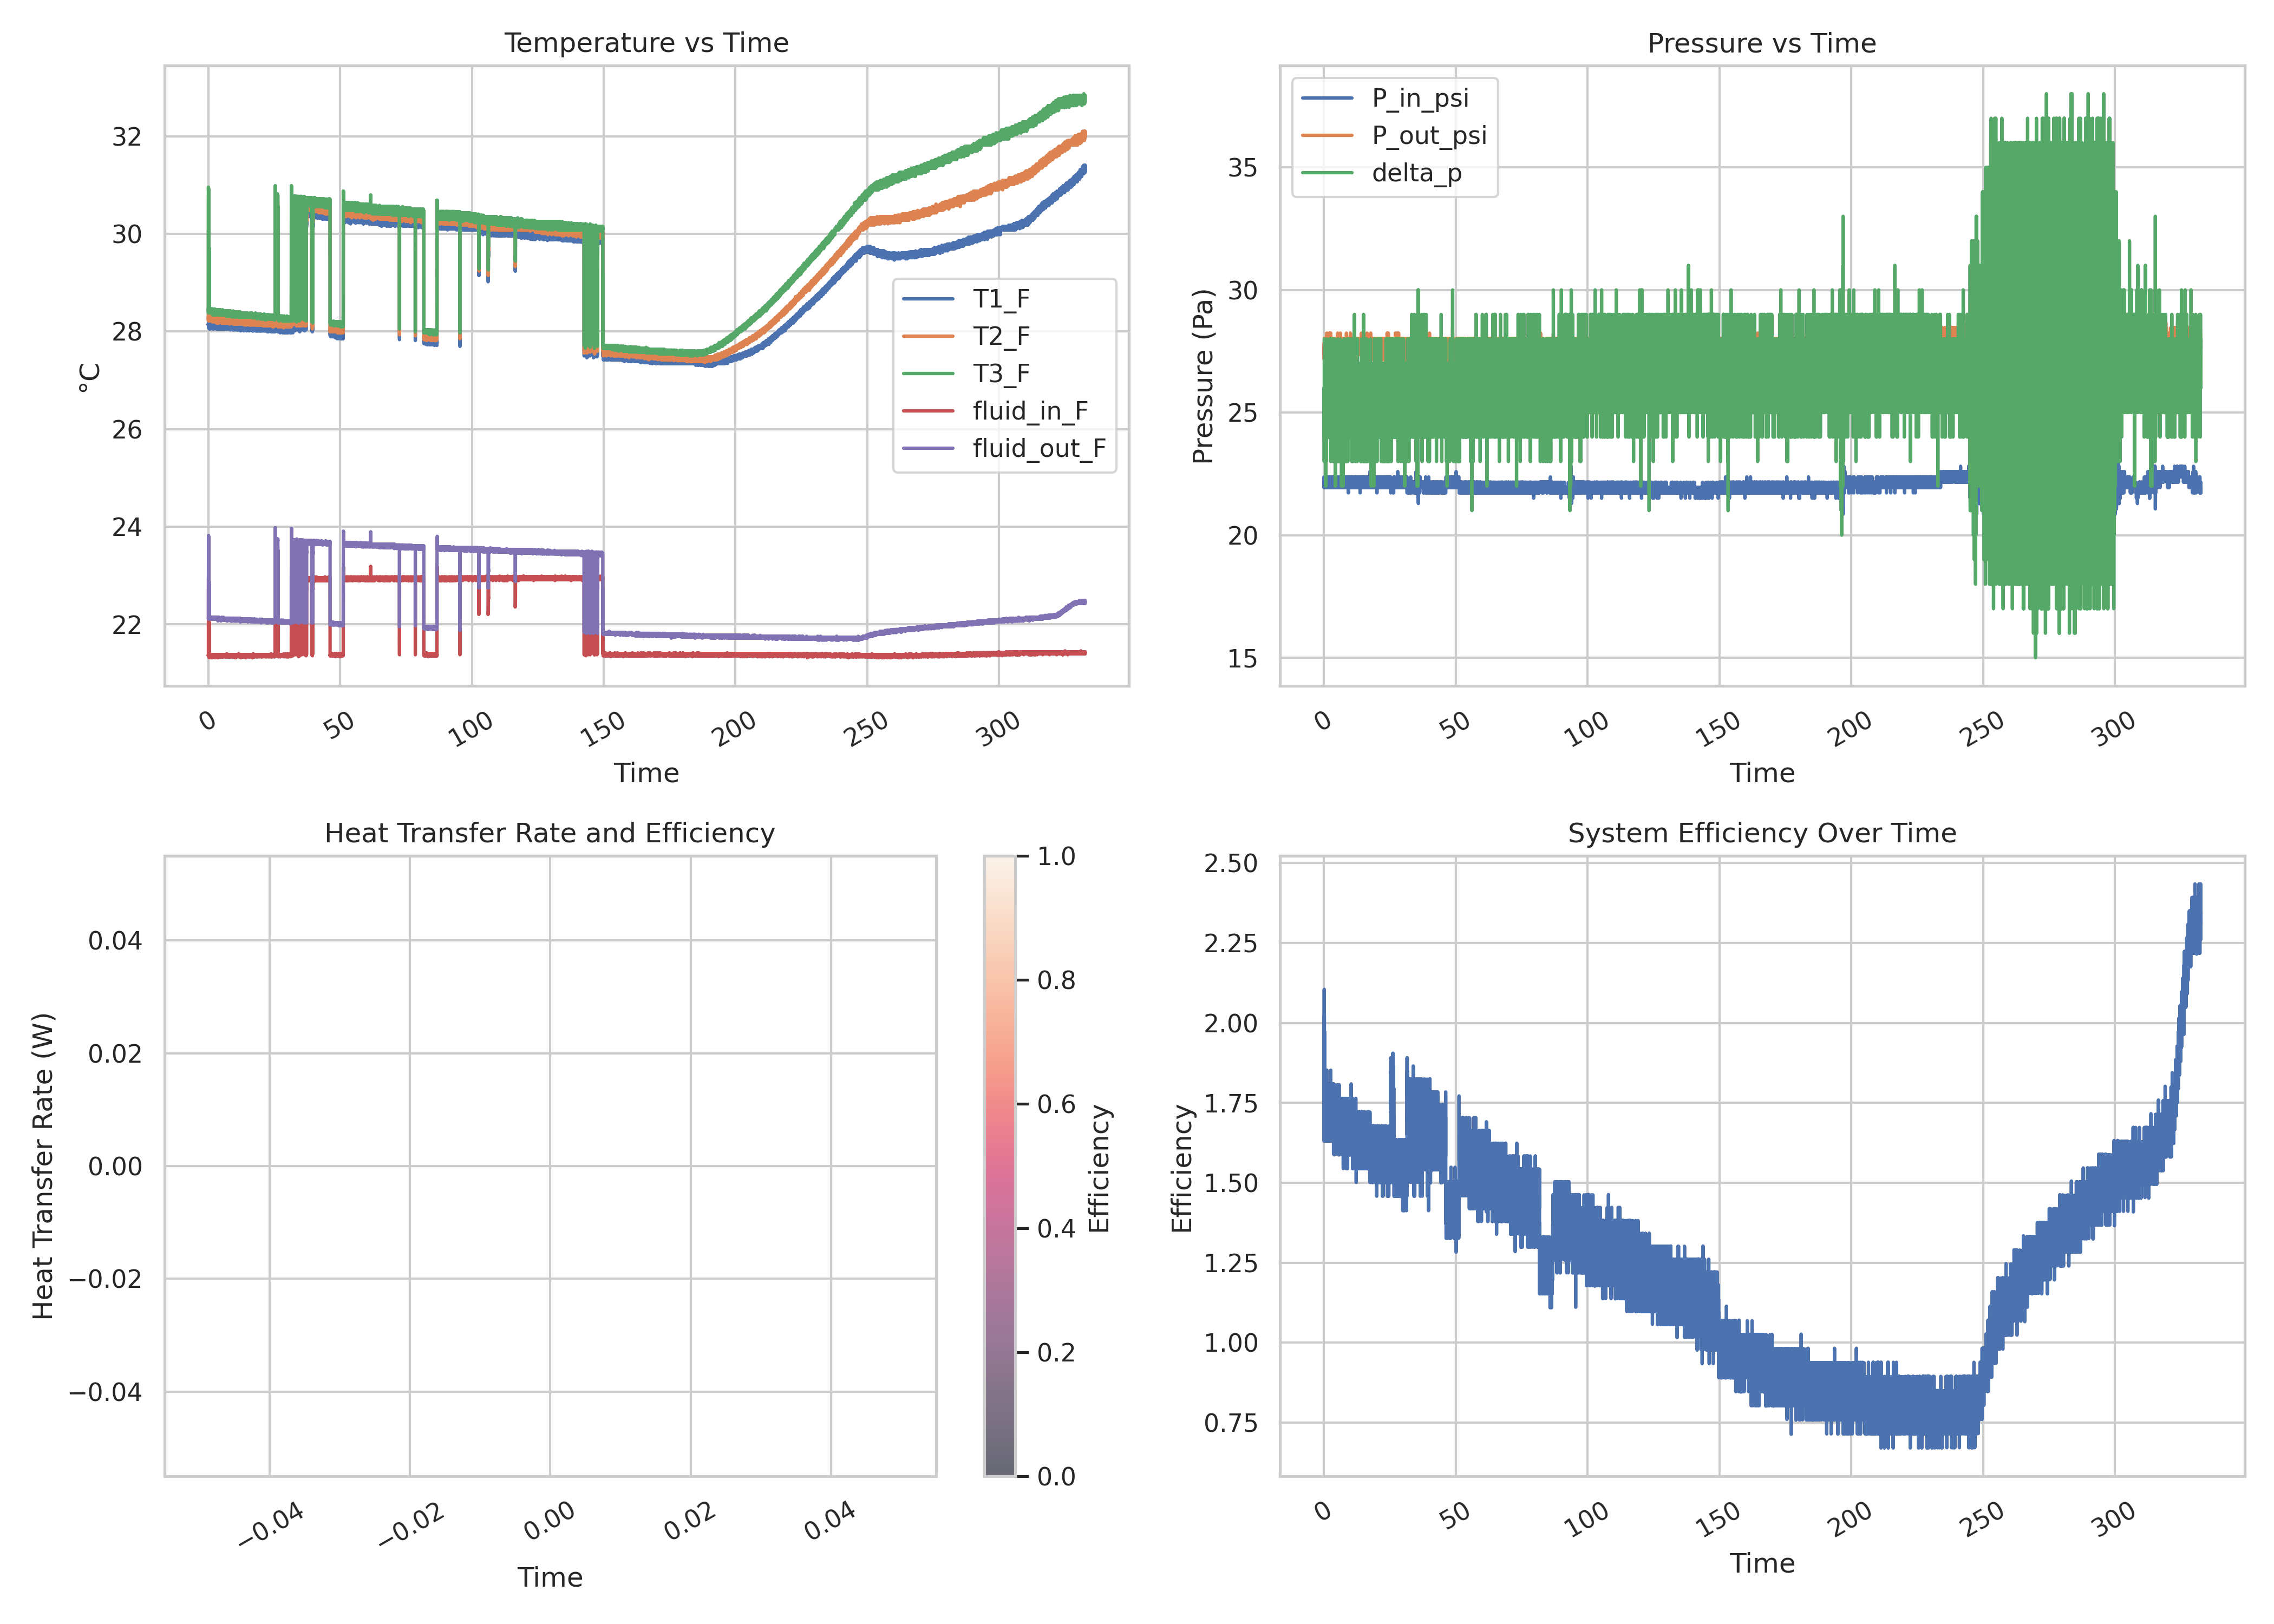 Temperature vs Time
°C
32
30
28
26
24
22
T1_F
T2_F
T3_F
fluid_in_F
fluid_out_F
0 50 100 150 200 250 300
Time
Pressure vs Time
Pressure (Pa)
35
30
25
20
15
P_in_psi
P_out_psi
delta_p
0 50 100 150 200 250 300
Time
Heat Transfer Rate and Efficiency
Heat Transfer Rate (W)
0.04
0.02
0.00
−0.02
−0.04
−0.04 −0.02 0.00 0.02 0.04
Time
1.0
0.8
0.6
0.4
0.2
0.0
Efficiency
System Efficiency Over Time
Efficiency
2.50
2.25
2.00
1.75
1.50
1.25
1.00
0.75
0 50 100 150 200 250 300
Time